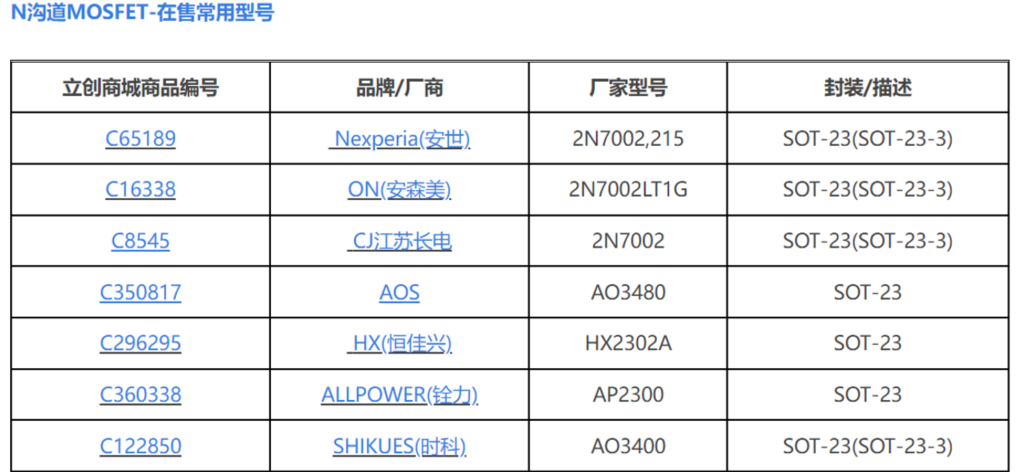 N沟道MOSFET-在售常用型号
立创商城商品编号 品牌/厂商 厂家型号 封装/描述
C65189 Nexperia(安世) 2N7002,215 SOT-23(SOT-23-3)
C16338 ON(安森美) 2N7002LT1G SOT-23(SOT-23-3)
C8545 CJ江苏长电 2N7002 SOT-23(SOT-23-3)
C350817 AOS AO3480 SOT-23
C296295 HX(恒佳兴) HX2302A SOT-23
C360338 ALLPOWER(铨力) AP2300 SOT-23
C122850 SHIKUES(时科) AO3400 SOT-23(SOT-23-3)